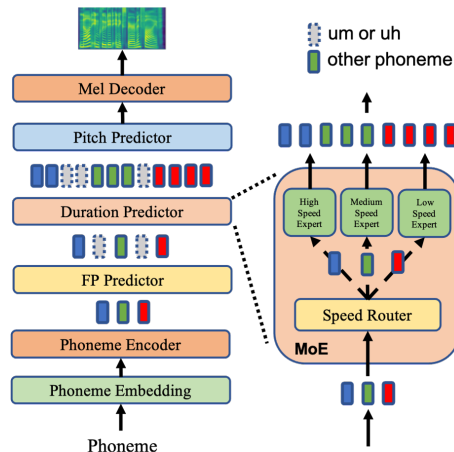 Mel Decoder
Pitch Predictor
Duration Predictor
FP Predictor
Phoneme Encoder
Phoneme Embedding
Phoneme
um or uh
other phoneme
High
Speed
Expert
Medium
Speed
Expert
Low
Speed
Expert
Speed Router
MoE